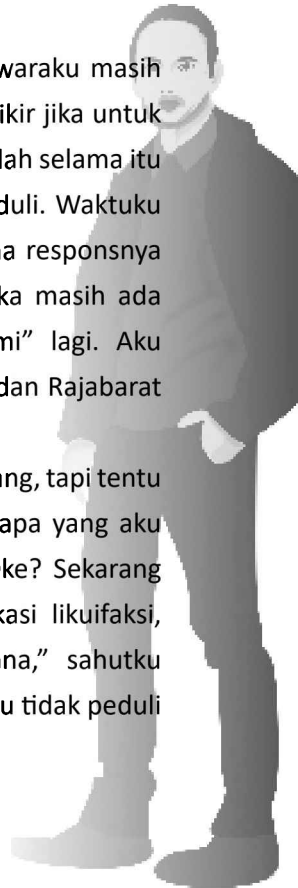 waraku masih
ikir jika untuk
lah selama itu
duli. Waktuku
na responsnya
ka masih ada
mi” lagi. Aku
dan Rajabarat
ang, tapi tentu
apa yang aku
ke? Sekarang
kasi likuifaksi,
ana,” sahutku
u tidak peduli